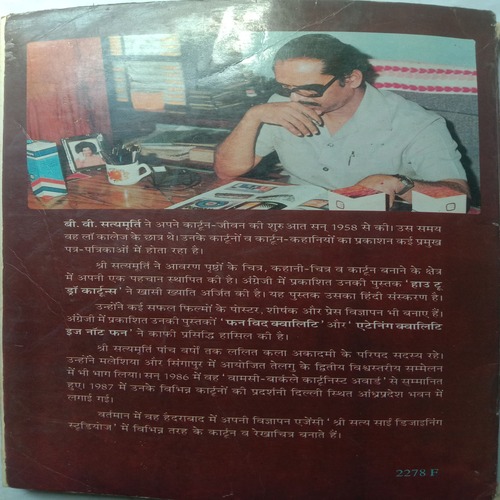 बी. वी. सत्यमूर्ति ने अपने कार्टून-जीवन की शुरुआत सन् 1958 से की। उस समय
वह लॉ कालेज के छात्र थे। उनके कार्टूनों व कार्टून-कहानियों का प्रकाशन कई प्रमुख
पत्र-पत्रिकाओं में होता रहा है।
श्री सत्यमूर्ति ने आवरण पृष्ठों के चित्र, कहानी-चित्र व कार्टून बनाने के क्षेत्र
में अपनी एक पहचान स्थापित की है। अंग्रेजी में प्रकाशित उनकी पुस्तक 'हाउ टू
ड्रॉ कार्टून्स' ने खासी ख्याति अर्जित की है। यह पुस्तक उसका हिंदी संस्करण है।
उन्होंने कई सफल फिल्मों के पोस्टर, शीर्षक और प्रेस विज्ञापन भी बनाए हैं।
अंग्रेजी में प्रकाशित उनकी पुस्तकों 'फन विद क्वालिटि' और 'एटेनिंग क्वालिटि
इज नॉट फन' ने काफी प्रसिद्धि हासिल की है।
श्री सत्यमूर्ति पांच वर्षों तक ललित कला अकादमी के परिषद सदस्य रहे।
उन्होंने मलेशिया और सिंगापुर में आयोजित तेलगु के द्वितीय विश्वस्तरीय सम्मेलन
में भी भाग लिया। सन् 1986 में वह 'वामसी-बार्कले कार्टूनिस्ट अवार्ड' से सम्मानित
हुए। 1987 में उनके विभिन्न कार्टूनों की प्रदर्शनी दिल्ली स्थित आंध्रप्रदेश भवन में
लगाई गई।
वर्तमान में वह हैदराबाद में अपनी विज्ञापन एजेंसी 'श्री सत्य साईं डिजाइनिंग
स्टूडियोज' में विभिन्न तरह के कार्टून व रेखाचित्र बनाते हैं।
2278 F